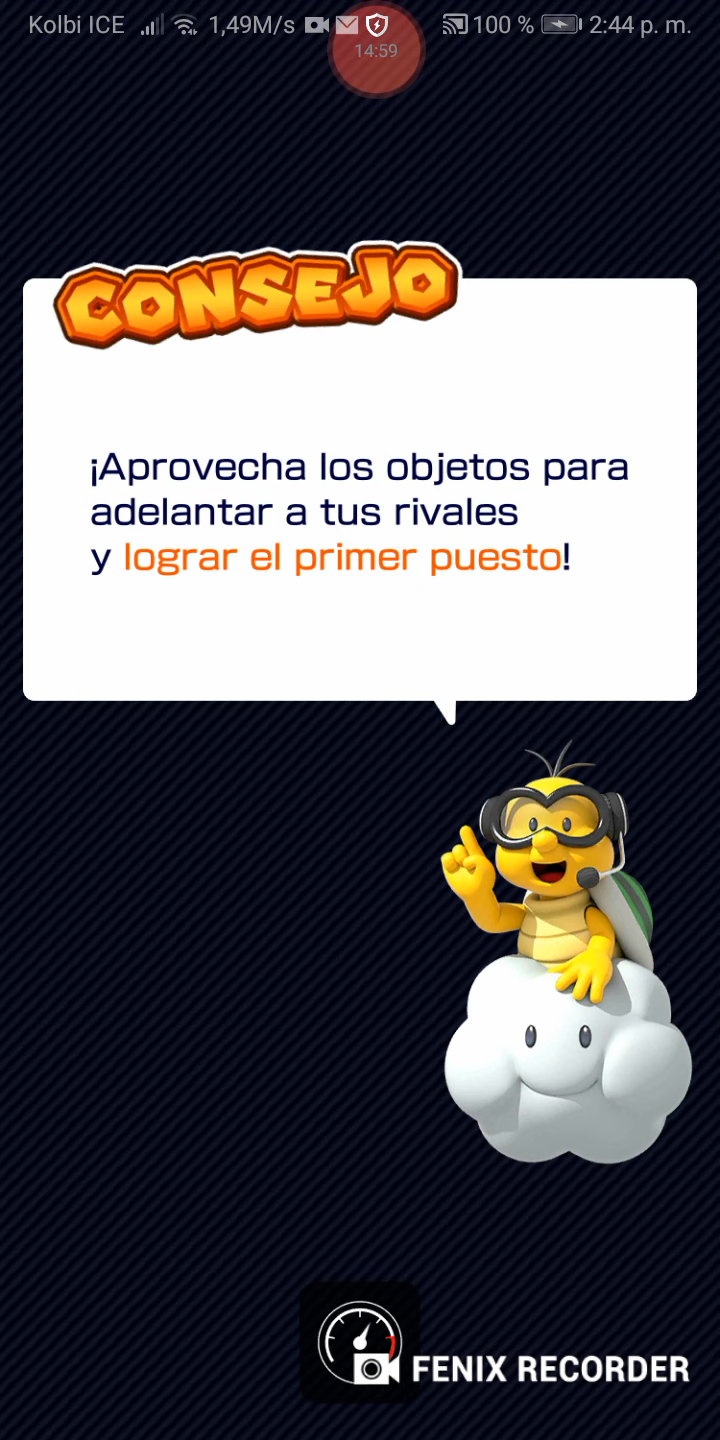 Kolbi ICE 1,49M/s 100 % 2:44 p. m.
14:59
CONSEJO
¡Aprovecha los objetos para
adelantar a tus rivales
y lograr el primer puesto!
FENIX RECORDER